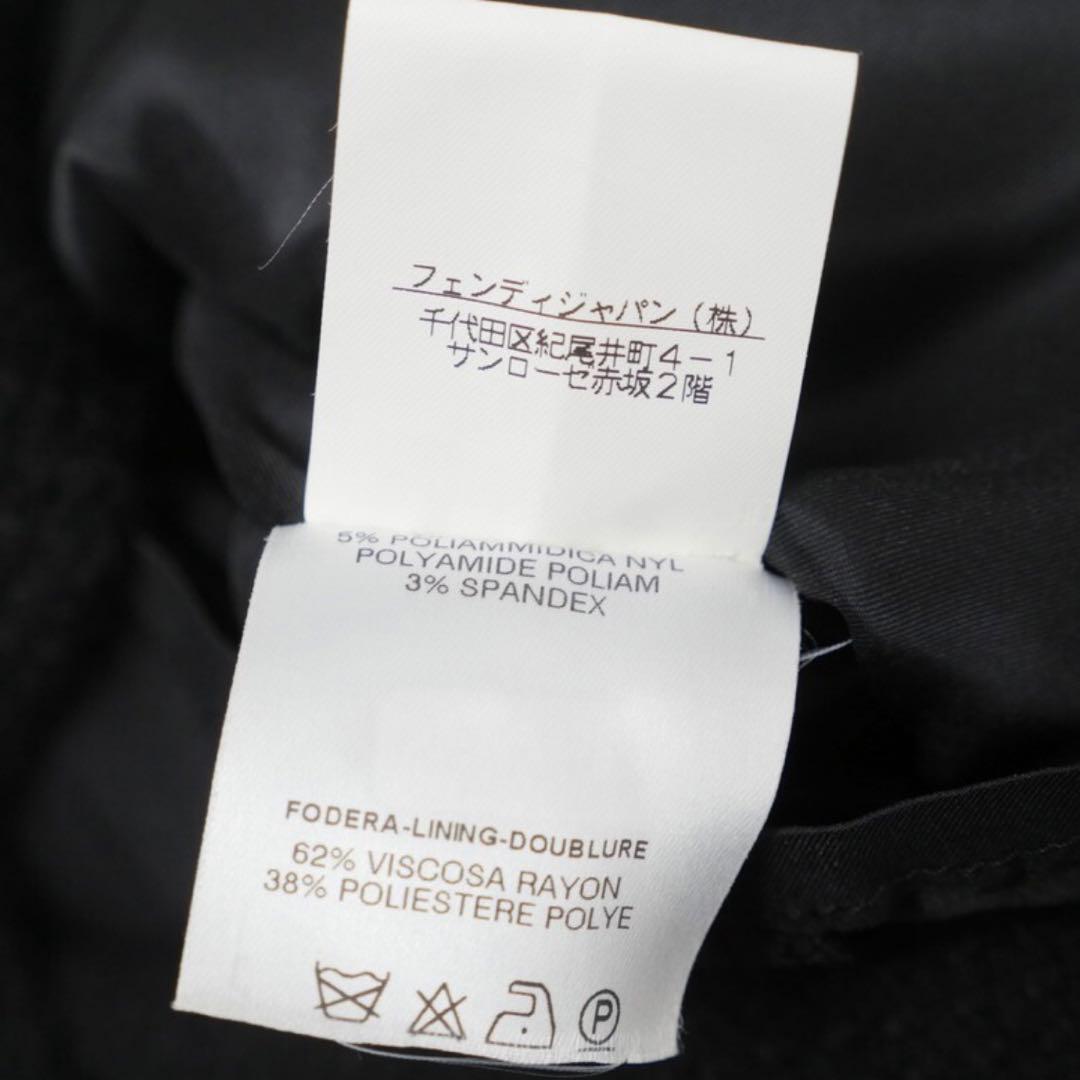 フェンディジャパン（株）
千代田区紀尾井町４－１
サンローゼ赤坂２階
5% POLIAMMIDICA NYL
POLYAMIDE POLIAM
3% SPANDEX
FODERA-LINING-DOUBLURE
62% VISCOSA RAYON
38% POLIESTERE POLYE
P